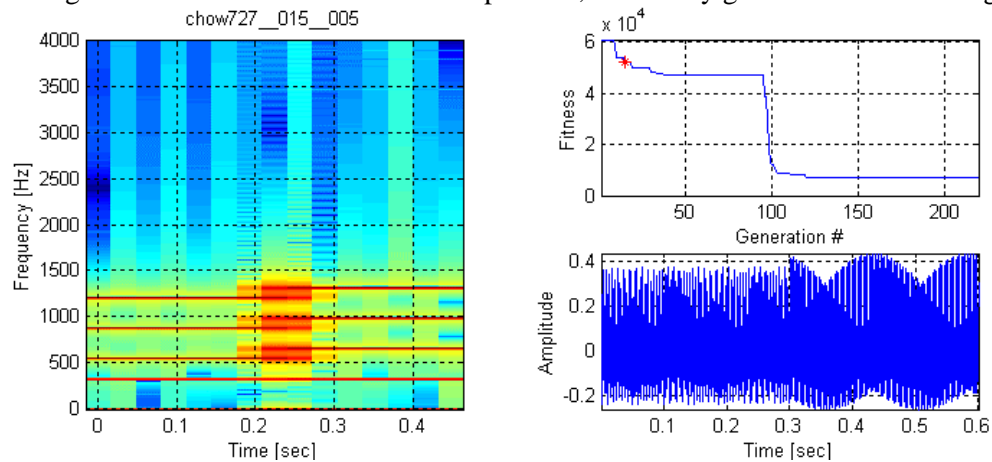 chow727__015__005
4000
3500
3000
2500
2000
1500
1000
500
0
Frequency [Hz]
0 0.1 0.2 0.3 0.4
Time [sec]
x 10^4
6
4
2
0
Fitness
50 100 150 200
Generation #
0.4
0.2
0
-0.2
Amplitude
0.1 0.2 0.3 0.4 0.5 0.6
Time [sec]